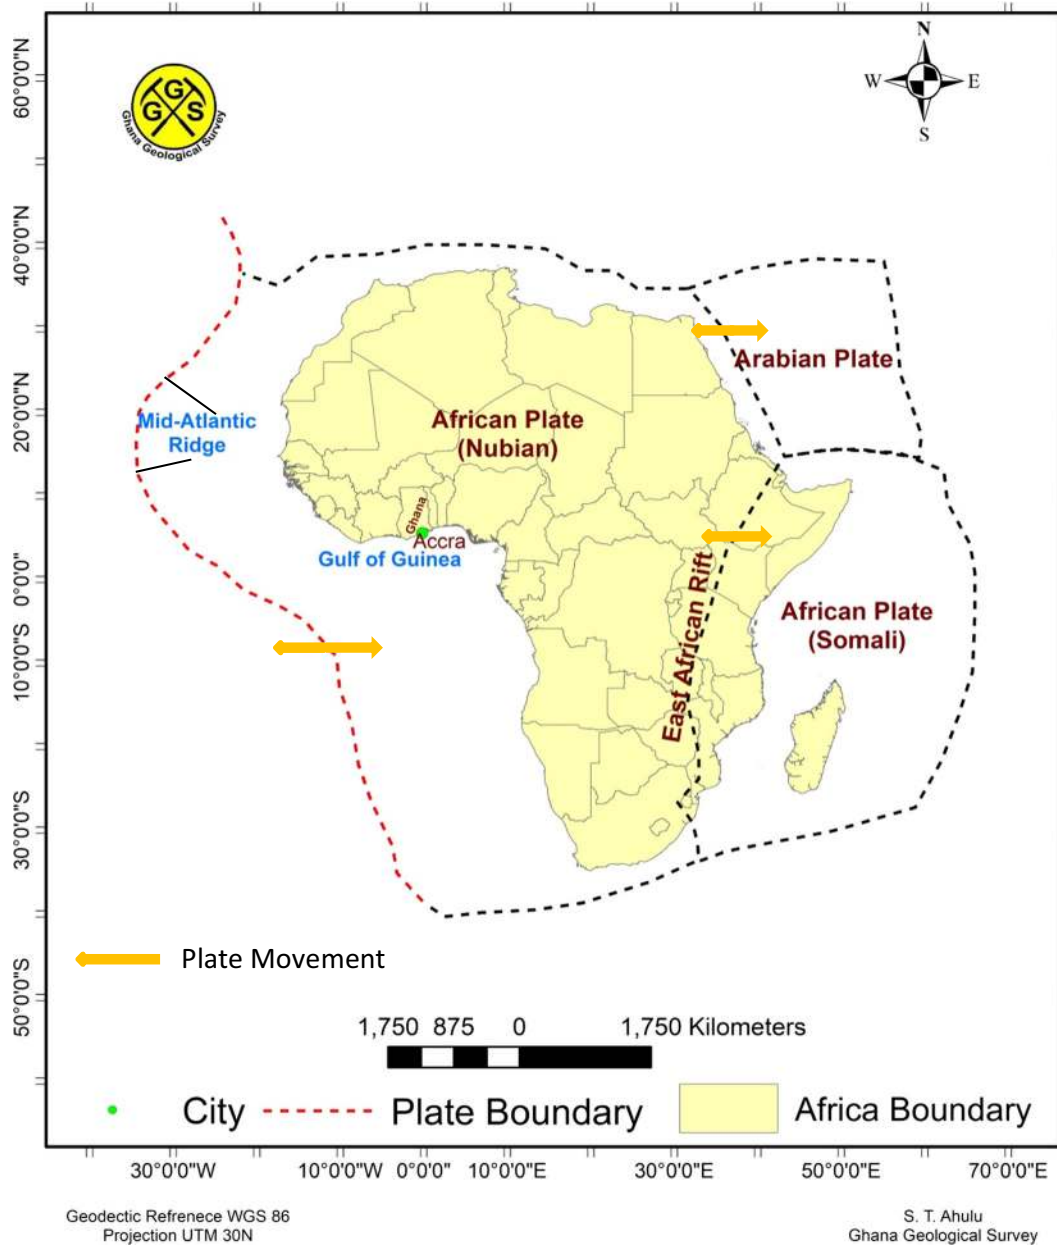 N
W
E
S
G
G
S
Ghana Geological Survey
60°0'0"N
40°0'0"N
20°0'0"N
0°0'0"
10°0'0"S
30°0'0"S
50°0'0"S
Mid-Atlantic
Ridge
African Plate
(Nubian)
Arabian Plate
Ghana
Accra
Gulf of Guinea
East African Rift
African Plate
(Somali)
Plate Movement
1,750 875 0 1,750 Kilometers
City
Plate Boundary
Africa Boundary
30°0'0"W 10°0'0"W 0°0'0" 10°0'0"E 30°0'0"E 50°0'0"E 70°0'0"E
Geodectic Refrenece WGS 86
Projection UTM 30N
S. T. Ahulu
Ghana Geological Survey